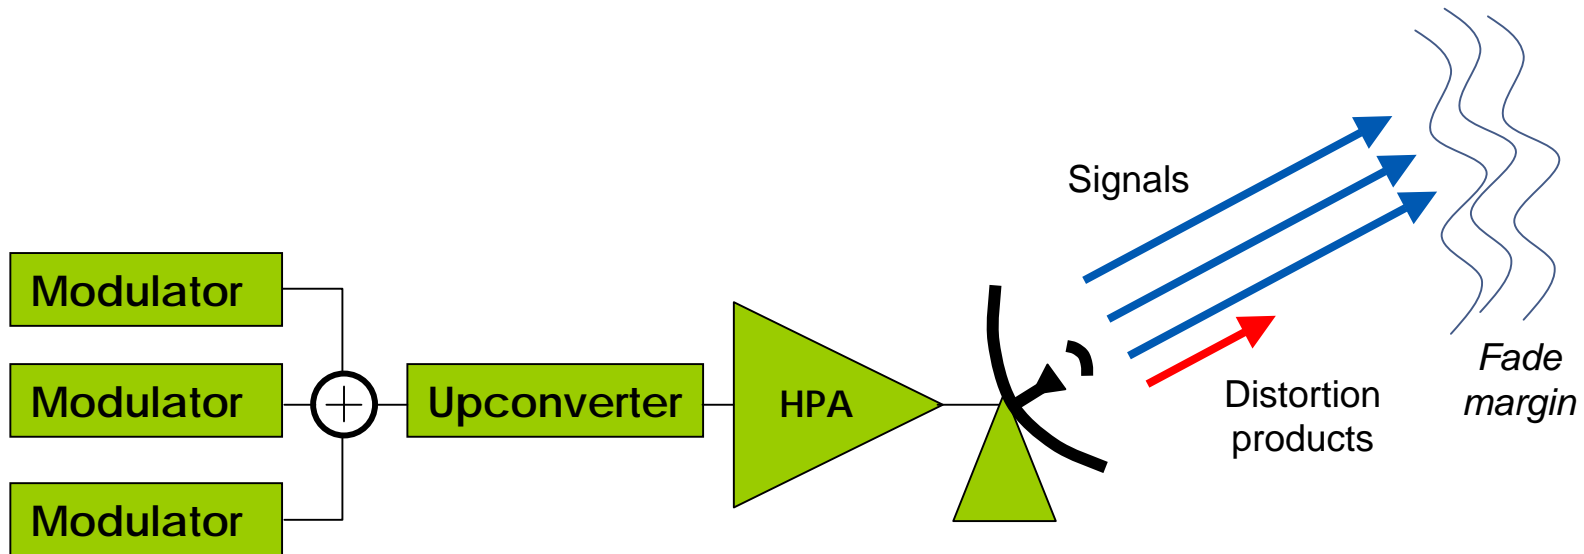 Signals
Modulator
Modulator
Modulator
Upconverter
HPA
Distortion
products
Fade
margin